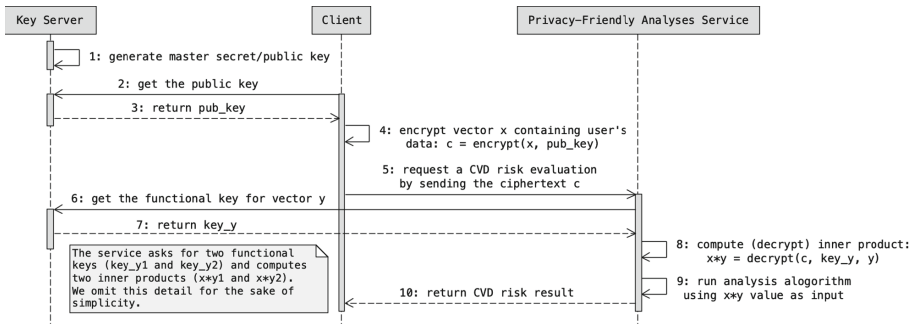 Key Server
Client
Privacy-Friendly Analyses Service
1: generate master secret/public key
2: get the public key
3: return pub_key
4: encrypt vector x containing user's
data: c = encrypt(x, pub_key)
5: request a CVD risk evaluation
by sending the ciphertext c
6: get the functional key for vector y
7: return key_y
8: compute (decrypt) inner product:
x*y = decrypt(c, key_y, y)
The service asks for two functional
keys (key_y1 and key_y2) and computes
two inner products (x*y1 and x*y2).
We omit this detail for the sake of
simplicity.
9: run analysis alogorithm
using x*y value as input
10: return CVD risk result